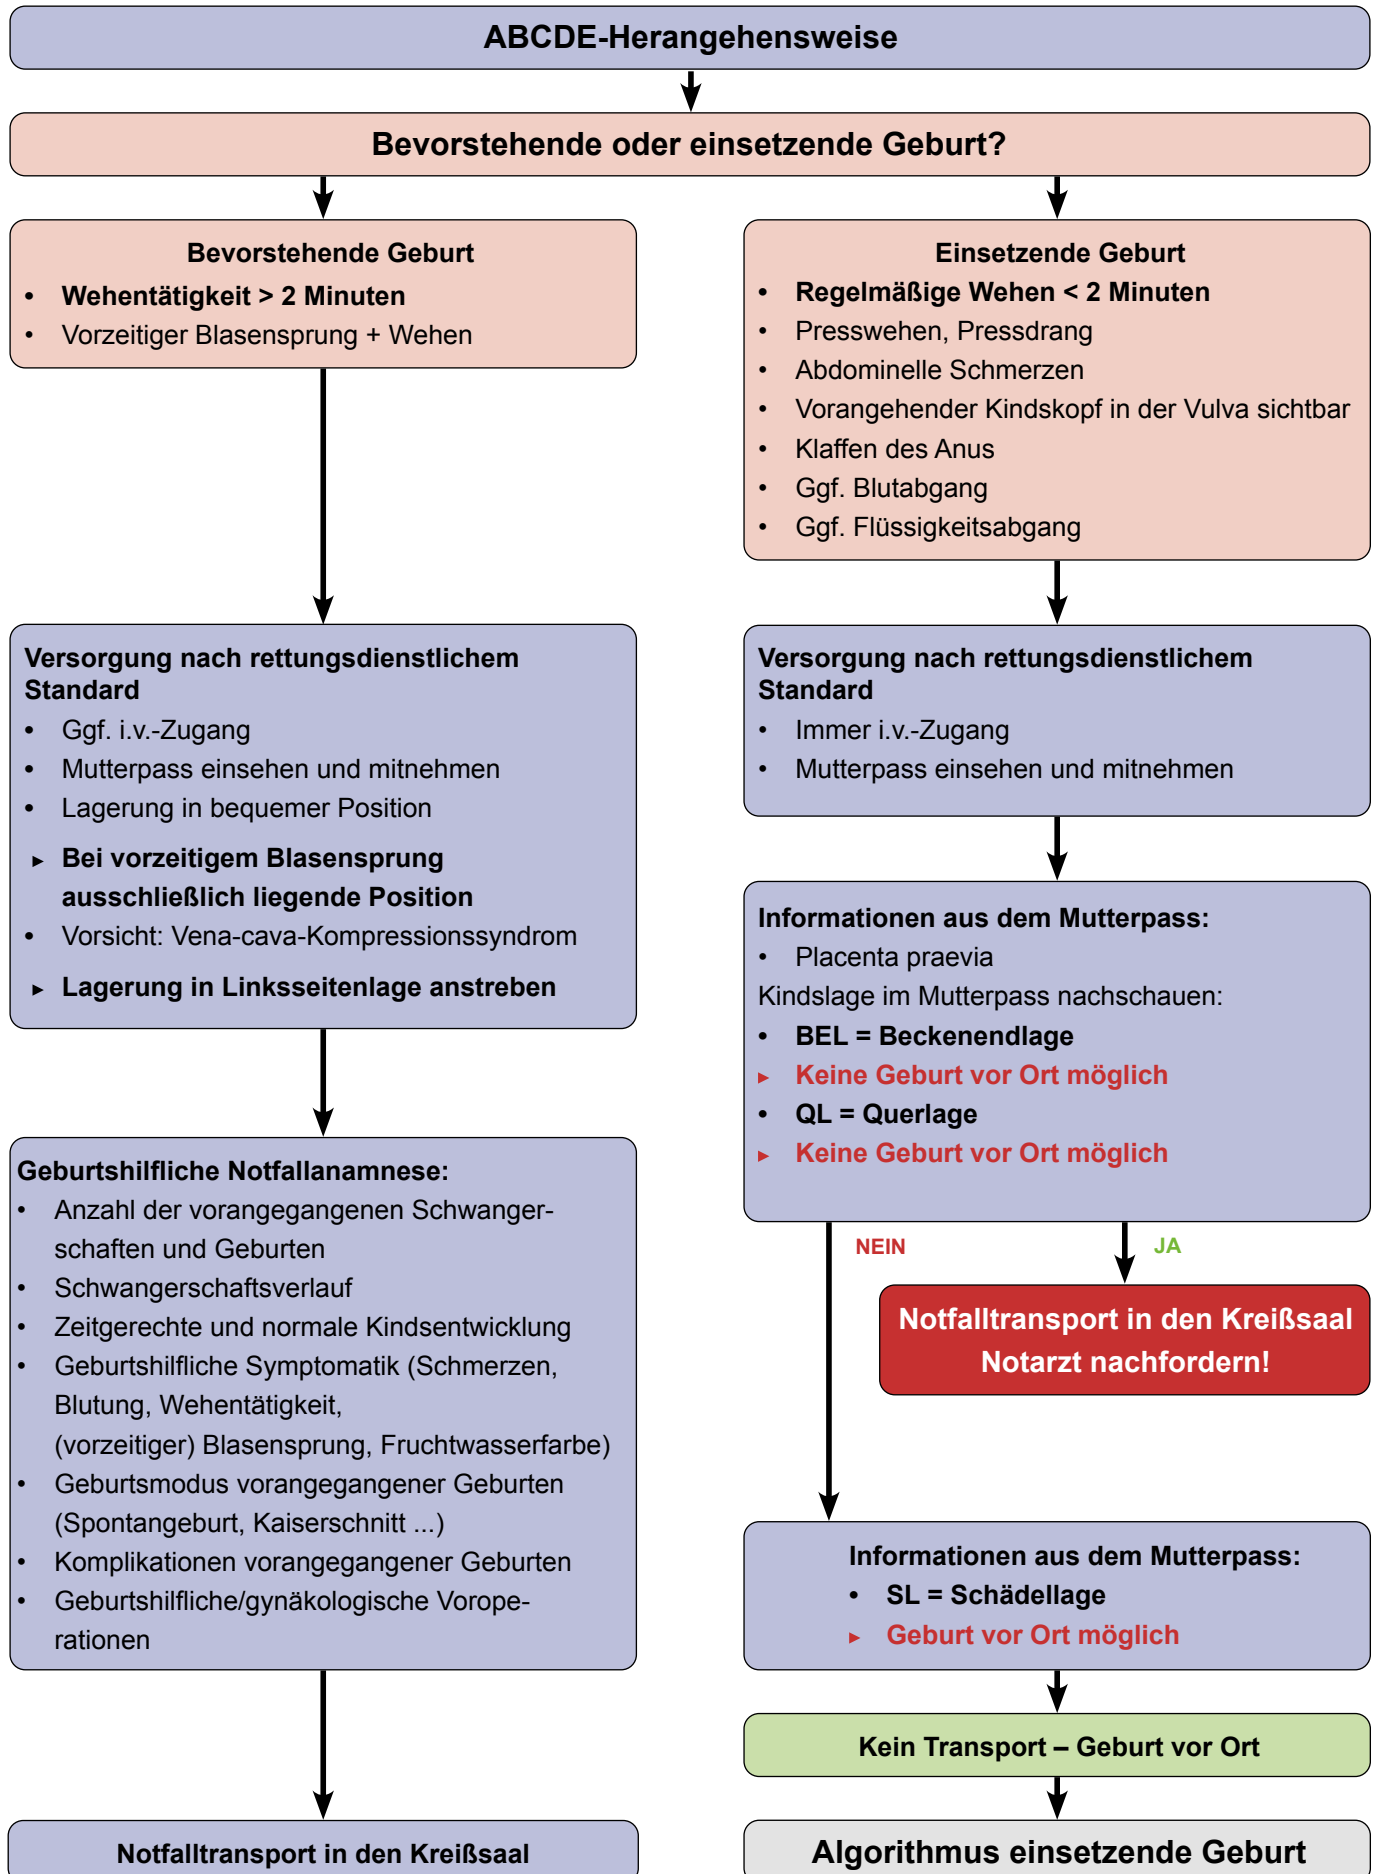 ABCDE-Herangehensweise
Bevorstehende oder einsetzende Geburt?
Bevorstehende Geburt
• Wehentätigkeit > 2 Minuten
• Vorzeitiger Blasensprung + Wehen
Versorgung nach rettungsdienstlichem
Standard
• Ggf. i.v.-Zugang
• Mutterpass einsehen und mitnehmen
• Lagerung in bequemer Position
► Bei vorzeitigem Blasensprung
ausschließlich liegende Position
• Vorsicht: Vena-cava-Kompressionssyndrom
► Lagerung in Linksseitenlage anstreben
Geburtshilfliche Notfallanamnese:
• Anzahl der vorangegangenen Schwanger-
schaften und Geburten
• Schwangerschaftsverlauf
• Zeitgerechte und normale Kindsentwicklung
• Geburtshilfliche Symptomatik (Schmerzen,
Blutung, Wehentätigkeit,
(vorzeitiger) Blasensprung, Fruchtwasserfarbe)
• Geburtsmodus vorangegangener Geburten
(Spontangeburt, Kaiserschnitt ...)
• Komplikationen vorangegangener Geburten
• Geburtshilfliche/gynäkologische Vorope-
rationen
Notfalltransport in den Kreißsaal
Einsetzende Geburt
• Regelmäßige Wehen < 2 Minuten
• Presswehen, Pressdrang
• Abdominelle Schmerzen
• Vorangehender Kindskopf in der Vulva sichtbar
• Klaffen des Anus
• Ggf. Blutabgang
• Ggf. Flüssigkeitsabgang
Versorgung nach rettungsdienstlichem
Standard
• Immer i.v.-Zugang
• Mutterpass einsehen und mitnehmen
Informationen aus dem Mutterpass:
• Placenta praevia
Kindslage im Mutterpass nachschauen:
• BEL = Beckenendlage
► Keine Geburt vor Ort möglich
• QL = Querlage
► Keine Geburt vor Ort möglich
NEIN
JA
Notfalltransport in den Kreißsaal
Notarzt nachfordern!
Informationen aus dem Mutterpass:
• SL = Schädellage
► Geburt vor Ort möglich
Kein Transport – Geburt vor Ort
Algorithmus einsetzende Geburt